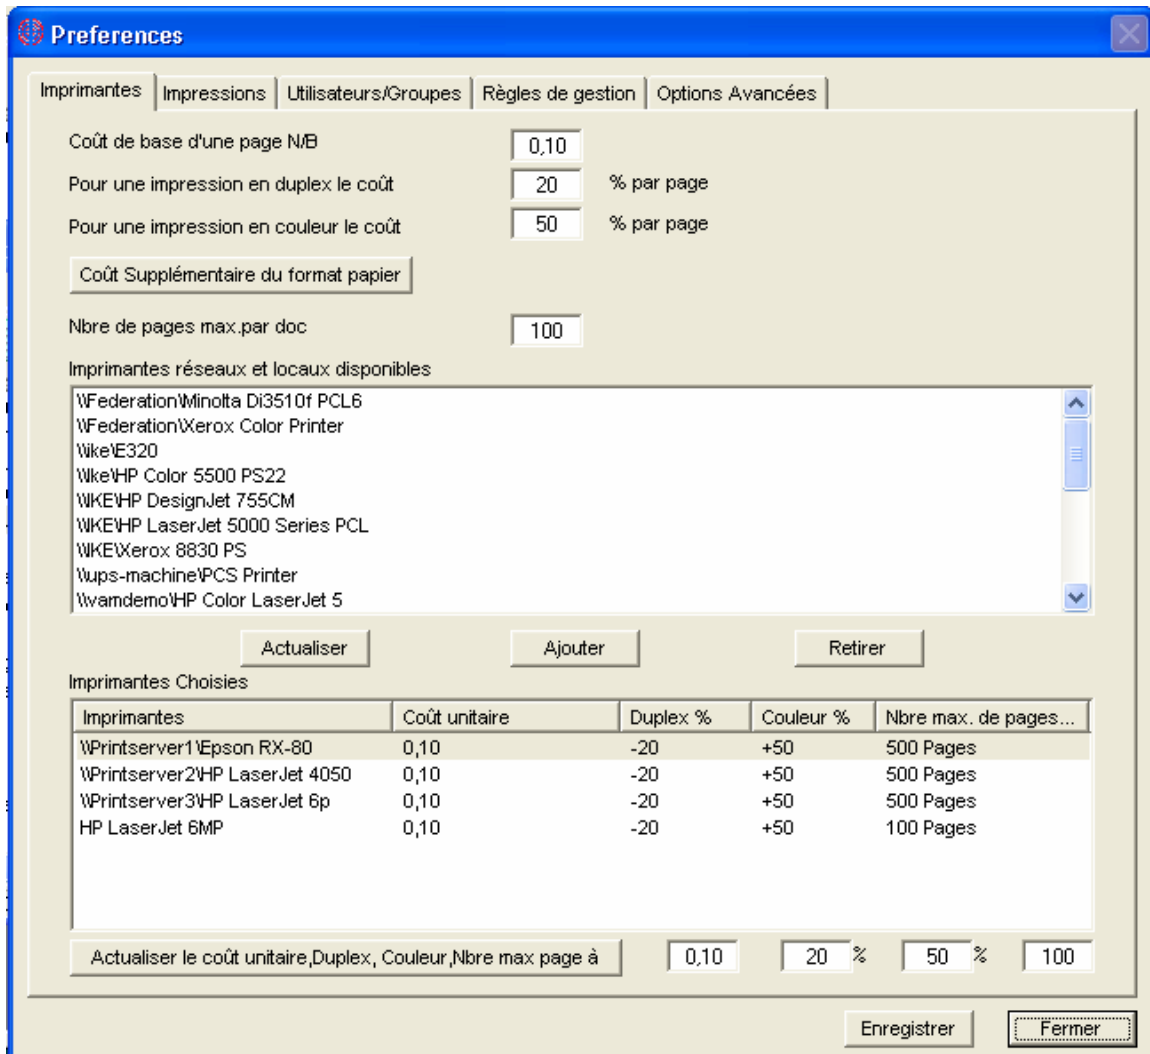 Preferences
Imprimantes Impressions Utilisateurs/Groupes Règles de gestion Options Avancées
Coût de base d'une page N/B 0,10
Pour une impression en duplex le coût 20 % par page
Pour une impression en couleur le coût 50 % par page
Coût Supplémentaire du format papier
Nbre de pages max.par doc 100
Imprimantes réseaux et locaux disponibles
\\Federation\Minolta Di3510f PCL6
\\Federation\Xerox Color Printer
\\ike\E320
\\Ike\HP Color 5500 PS22
\\IKE\HP DesignJet 755CM
\\IKE\HP LaserJet 5000 Series PCL
\\IKE\Xerox 8830 PS
\\ups-machine\PCS Printer
\\vamdemo\HP Color LaserJet 5
Actualiser Ajouter Retirer
Imprimantes Choisies
Imprimantes Coût unitaire Duplex % Couleur % Nbre max. de pages...
\\Printserver1\Epson RX-80 0,10 -20 +50 500 Pages
\\Printserver2\HP LaserJet 4050 0,10 -20 +50 500 Pages
\\Printserver3\HP LaserJet 6p 0,10 -20 +50 500 Pages
HP LaserJet 6MP 0,10 -20 +50 100 Pages
Actualiser le coût unitaire,Duplex, Couleur,Nbre max page à 0,10 20 % 50 % 100
Enregistrer Fermer